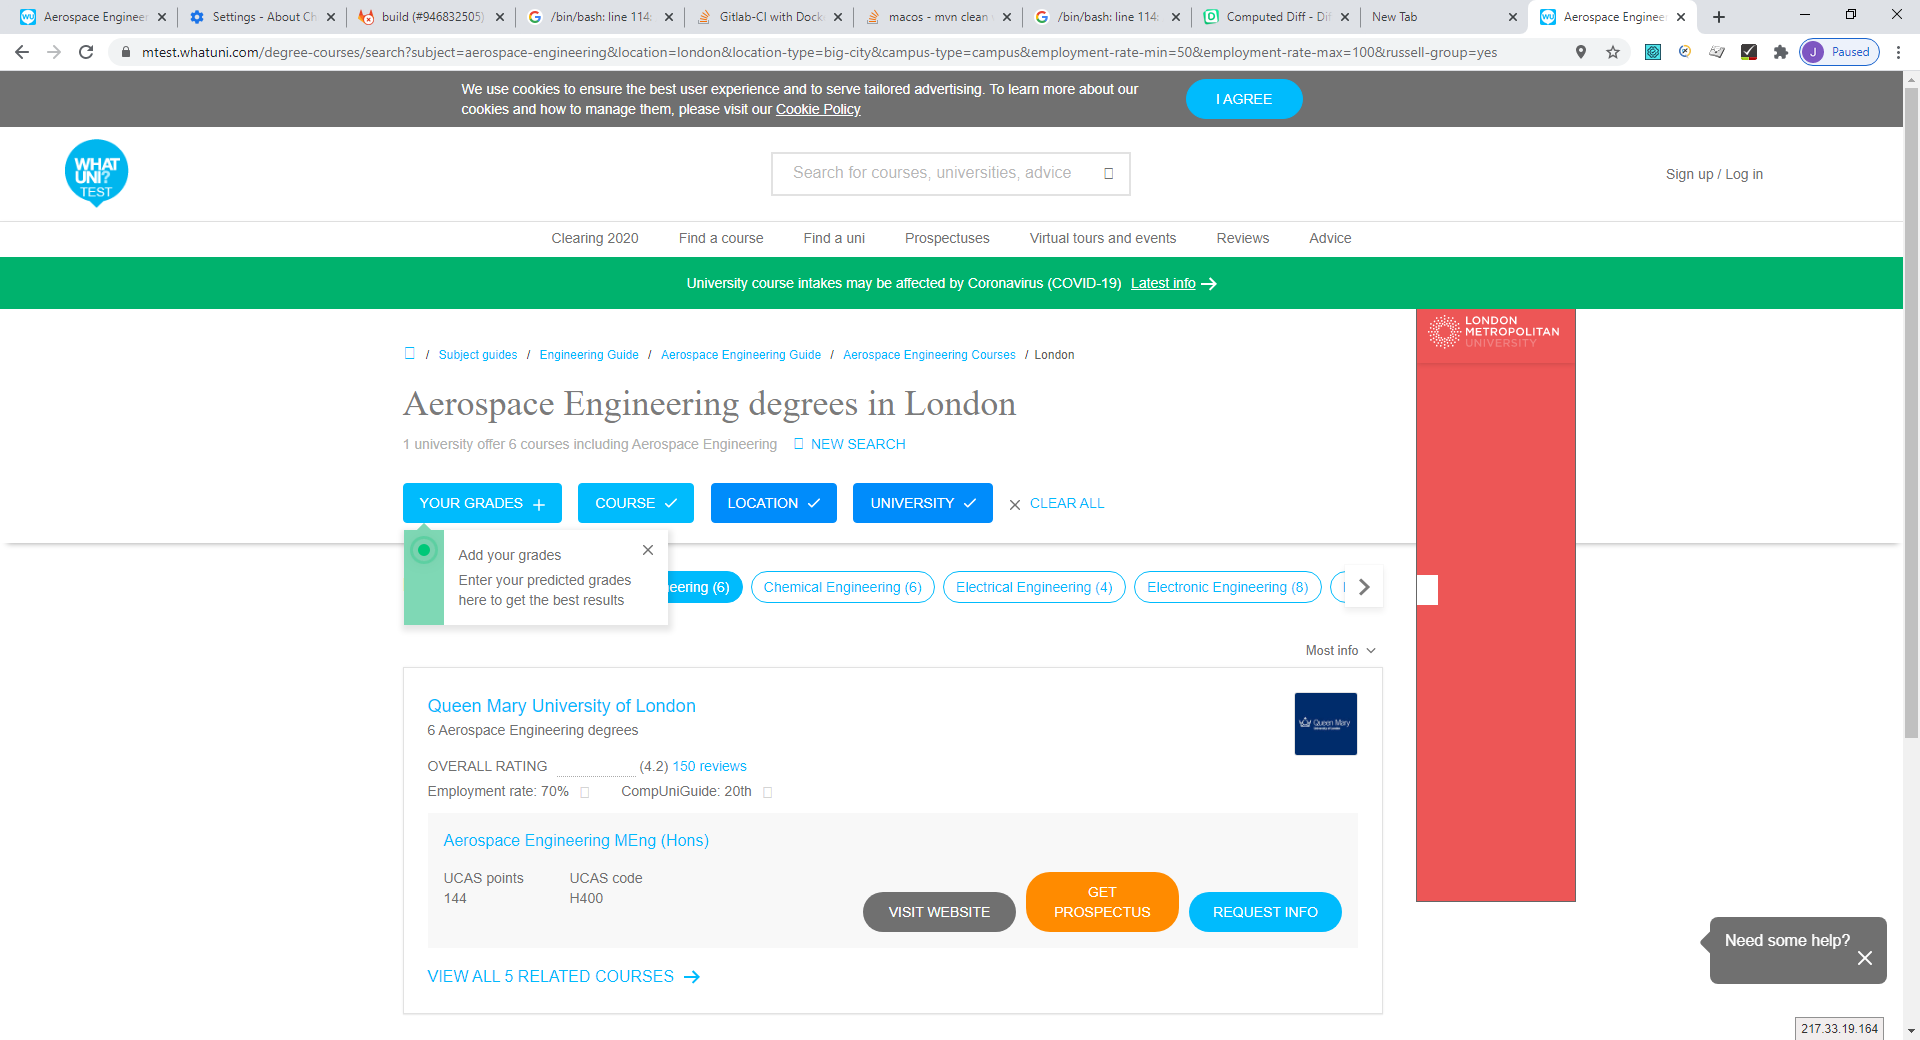 Aerospace Engineer
Settings - About Ch
build (#946832505)
/bin/bash: line 114:
Gitlab-CI with Dock
macos - mvn clean
/bin/bash: line 114:
Computed Diff - Dif
New Tab
Aerospace Enginee
mtest.whatuni.com/degree-courses/search?subject=aerospace-engineering&location=london&location-type=big-city&campus-type=campus&employment-rate-min=50&employment-rate-max=100&russell-group=yes
J Paused
We use cookies to ensure the best user experience and to serve tailored advertising. To learn more about our
cookies and how to manage them, please visit our Cookie Policy
I AGREE
WHAT
UNI?
TEST
Search for courses, universities, advice
Sign up / Log in
Clearing 2020
Find a course
Find a uni
Prospectuses
Virtual tours and events
Reviews
Advice
University course intakes may be affected by Coronavirus (COVID-19) Latest info
LONDON
METROPOLITAN
UNIVERSITY
/ Subject guides / Engineering Guide / Aerospace Engineering Guide / Aerospace Engineering Courses / London
Aerospace Engineering degrees in London
1 university offer 6 courses including Aerospace Engineering
NEW SEARCH
YOUR GRADES
COURSE
LOCATION
UNIVERSITY
CLEAR ALL
Add your grades
Enter your predicted grades
here to get the best results
eering (6)
Chemical Engineering (6)
Electrical Engineering (4)
Electronic Engineering (8)
Most info
Queen Mary University of London
6 Aerospace Engineering degrees
Queen Mary
University of London
OVERALL RATING (4.2) 150 reviews
Employment rate: 70% CompUniGuide: 20th
Aerospace Engineering MEng (Hons)
UCAS points
144
UCAS code
H400
VISIT WEBSITE
GET
PROSPECTUS
REQUEST INFO
VIEW ALL 5 RELATED COURSES
Need some help?
217.33.19.164